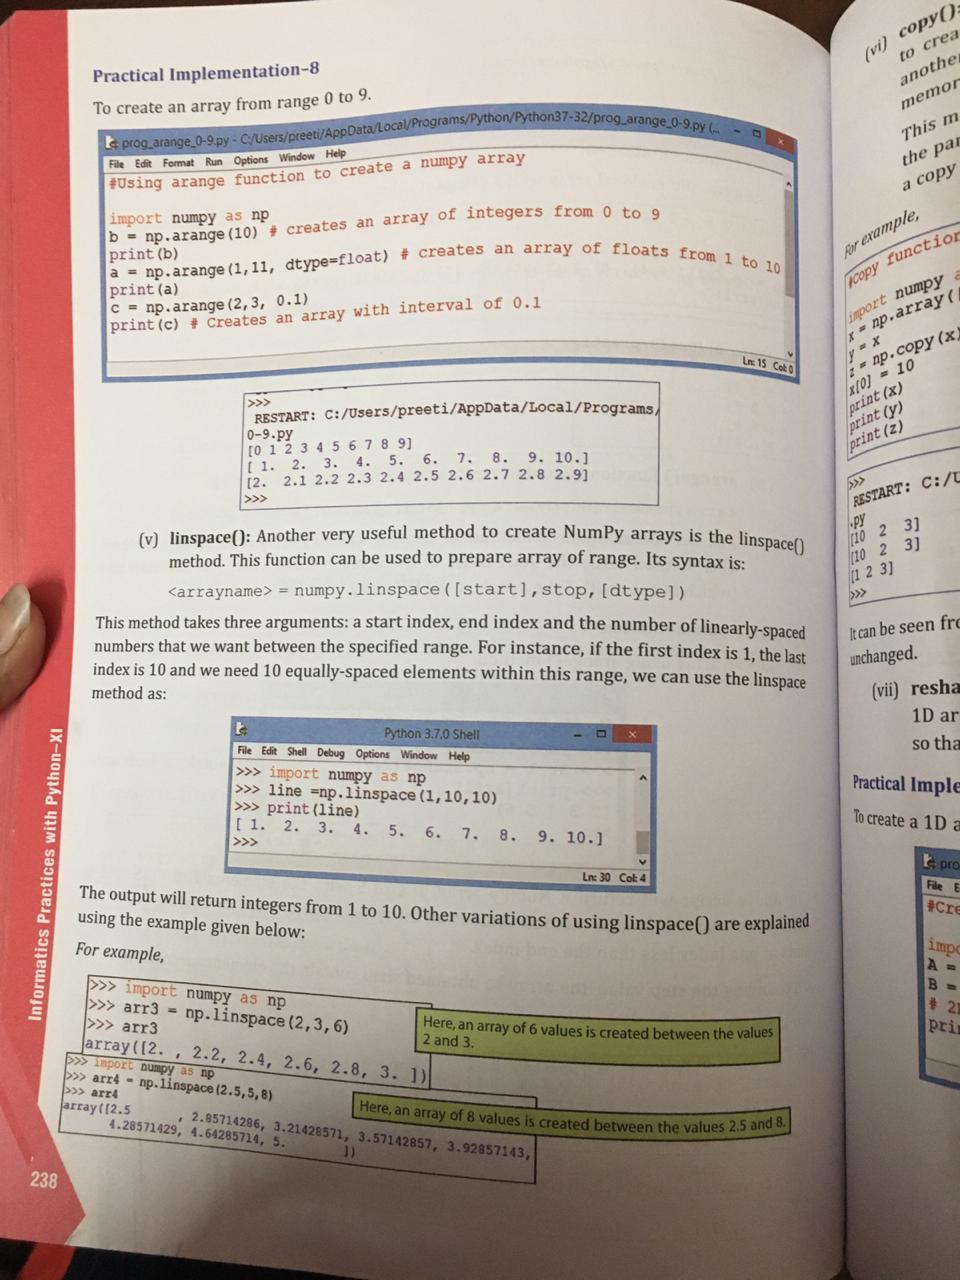 Practical Implementation–8
To create an array from range 0 to 9.
prog_arange_0-9.py - C:/Users/preeti/AppData/Local/Programs/Python/Python37-32/prog_arange_0-9.py (...
File Edit Format Run Options Window Help
#Using arange function to create a numpy array
import numpy as np
b = np.arange(10) # creates an array of integers from 0 to 9
print(b)
a = np.arange(1,11, dtype=float) # creates an array of floats from 1 to 10
print(a)
c = np.arange(2,3, 0.1)
print(c) # Creates an array with interval of 0.1
Ln: 15 Col: 0
>>>
RESTART: C:/Users/preeti/AppData/Local/Programs/
0-9.py
[0 1 2 3 4 5 6 7 8 9]
[ 1. 2. 3. 4. 5. 6. 7. 8. 9. 10.]
[2. 2.1 2.2 2.3 2.4 2.5 2.6 2.7 2.8 2.9]
>>>
(v) linspace(): Another very useful method to create NumPy arrays is the linspace()
method. This function can be used to prepare array of range. Its syntax is:
<arrayname> = numpy.linspace([start],stop,[dtype])
This method takes three arguments: a start index, end index and the number of linearly-spaced
numbers that we want between the specified range. For instance, if the first index is 1, the last
index is 10 and we need 10 equally-spaced elements within this range, we can use the linspace
method as:
Python 3.7.0 Shell
File Edit Shell Debug Options Window Help
>>> import numpy as np
>>> line =np.linspace(1,10,10)
>>> print(line)
[ 1. 2. 3. 4. 5. 6. 7. 8. 9. 10.]
>>>
Ln: 30 Col: 4
The output will return integers from 1 to 10. Other variations of using linspace() are explained
using the example given below:
For example,
>>> import numpy as np
>>> arr3 = np.linspace(2,3,6)
>>> arr3
array([2. , 2.2, 2.4, 2.6, 2.8, 3. ])
Here, an array of 6 values is created between the values
2 and 3.
>>> import numpy as np
>>> arr4 = np.linspace(2.5,5,8)
>>> arr4
array([2.5 , 2.85714286, 3.21428571, 3.57142857, 3.92857143,
4.28571429, 4.64285714, 5. ])
Here, an array of 8 values is created between the values 2.5 and 8.
Informatics Practices with Python–XI
238
(vi) copy():
to crea
another
memor
This m
the par
a copy
For example,
#Copy function
import numpy a
x = np.array(
y = x
z = np.copy(x)
x[0] = 10
print(x)
print(y)
print(z)
>>>
RESTART: C:/U
.py
[10 2 3]
[10 2 3]
[1 2 3]
>>>
It can be seen fro
unchanged.
(vii) resha
1D ar
so tha
Practical Imple
To create a 1D a
pro
File E
#Cre
impo
A =
B =
# 2
pri